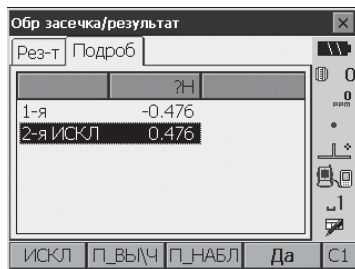 Обр засечка/результат
Рез-т Подроб
?H
1-я -0.476
2-я ИСКЛ 0.476
0
0
PPM
1
ИСКЛ П_ВЫ\Ч П_НАБЛ Да С1